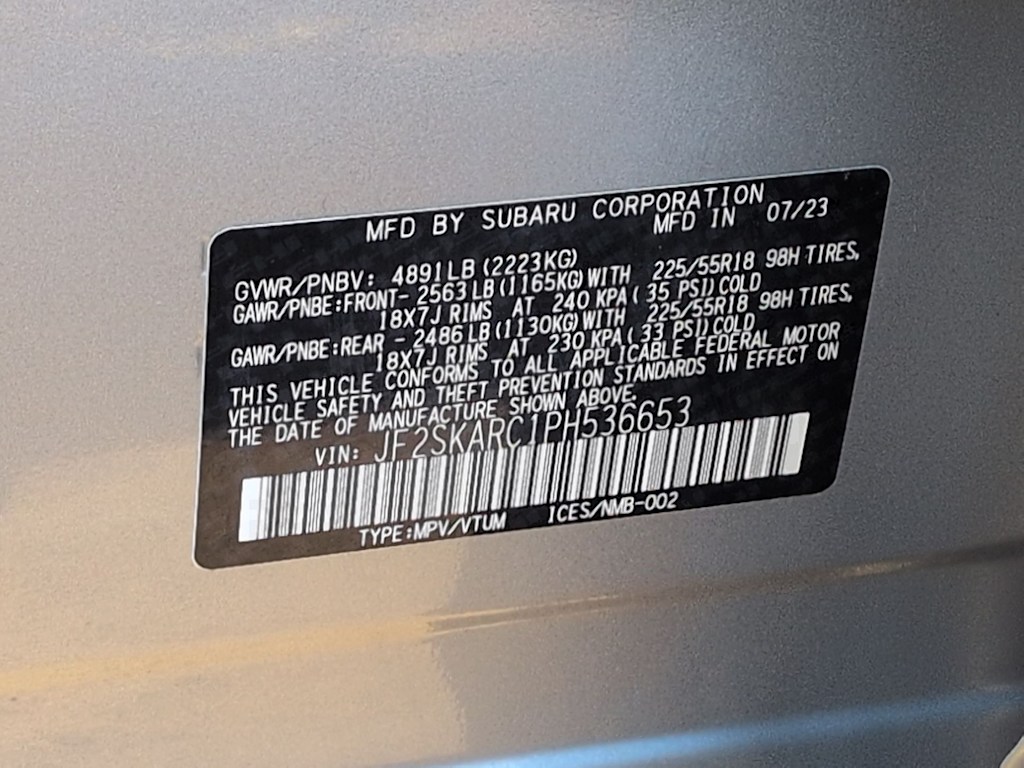 MFD BY SUBARU CORPORATION
MFD IN 07/23
GVWR/PNBV: 4891LB(2223KG)
GAWR/PNBE:FRONT- 2563LB(1165KG)WITH 225/55R18 98H TIRES,
18X7J RIMS AT 240 KPA( 35 PSI)COLD
GAWR/PNBE:REAR - 2486LB(1130KG)WITH 225/55R18 98H TIRES,
18X7J RIMS AT 230 KPA( 33 PSI)COLD
THIS VEHICLE CONFORMS TO ALL APPLICABLE FEDERAL MOTOR
VEHICLE SAFETY AND THEFT PREVENTION STANDARDS IN EFFECT ON
THE DATE OF MANUFACTURE SHOWN ABOVE.
VIN: JF2SKARC1PH536653
TYPE:MPV/VTUM ICES/NMB-002